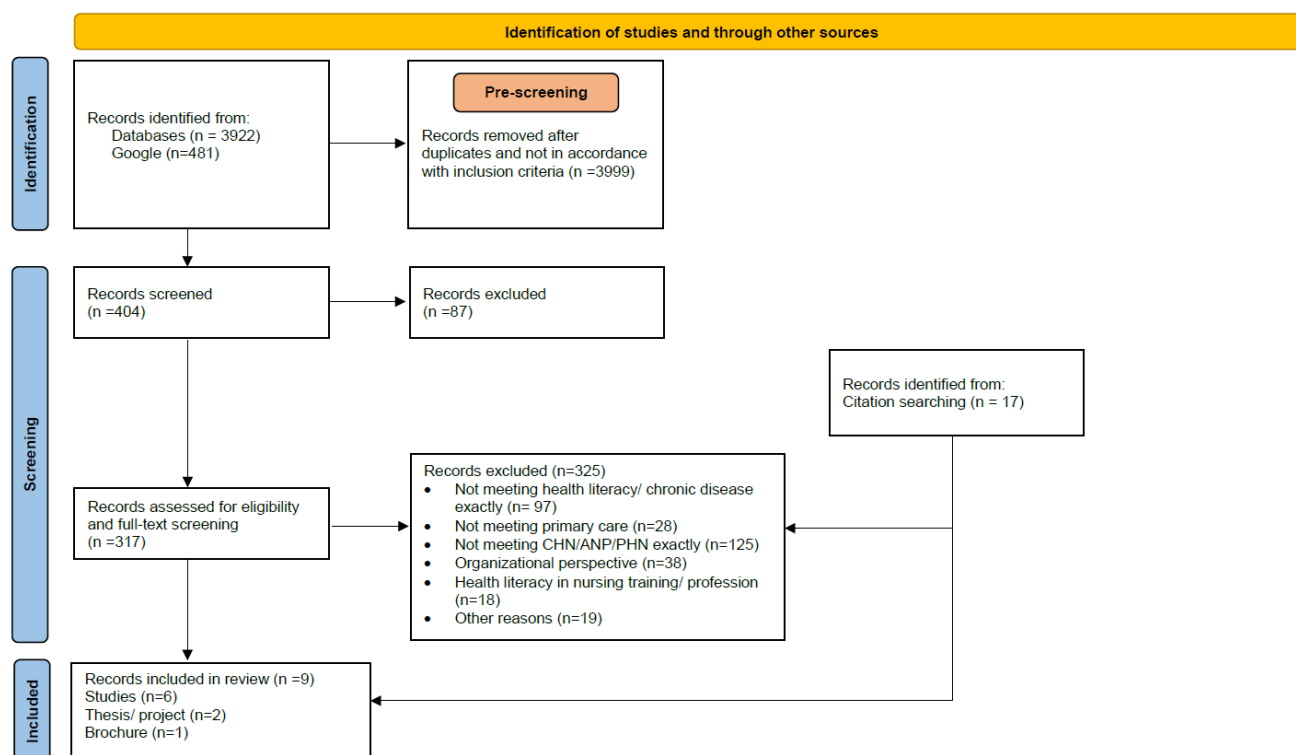 Identification of studies and through other sources
Identification
Records identified from:
Databases (n = 3922)
Google (n=481)
Pre-screening
Records removed after
duplicates and not in accordance
with inclusion criteria (n =3999)
Screening
Records screened
(n =404)
Records excluded
(n =87)
Records identified from:
Citation searching (n = 17)
Records assessed for eligibility
and full-text screening
(n =317)
Records excluded (n=325)
• Not meeting health literacy/ chronic disease
exactly (n= 97)
• Not meeting primary care (n=28)
• Not meeting CHN/ANP/PHN exactly (n=125)
• Organizational perspective (n=38)
• Health literacy in nursing training/ profession
(n=18)
• Other reasons (n=19)
Included
Records included in review (n =9)
Studies (n=6)
Thesis/ project (n=2)
Brochure (n=1)